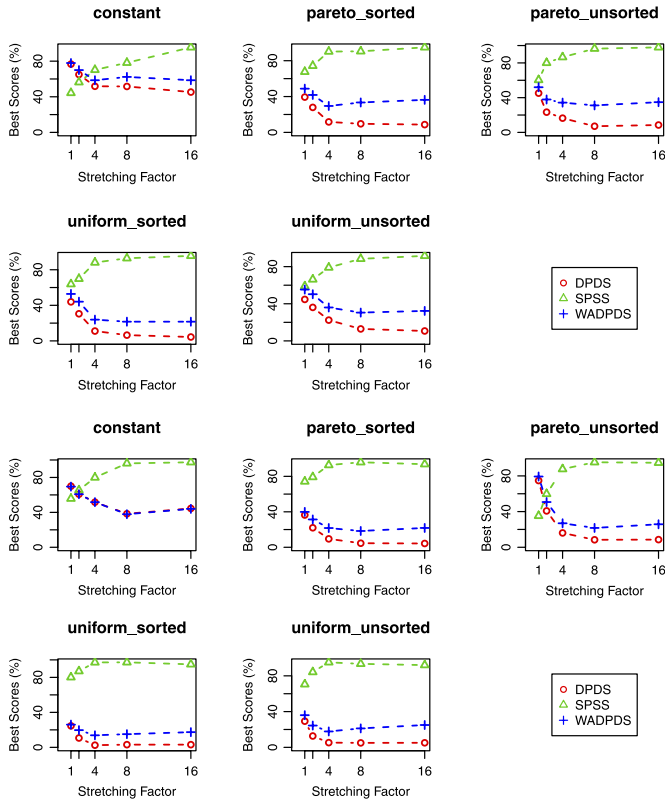 constant
pareto_sorted
pareto_unsorted
Best Scores (%)
0 40 80
1 4 8 16
Stretching Factor
Best Scores (%)
0 40 80
1 4 8 16
Stretching Factor
Best Scores (%)
0 40 80
1 4 8 16
Stretching Factor
uniform_sorted
uniform_unsorted
Best Scores (%)
0 40 80
1 4 8 16
Stretching Factor
Best Scores (%)
0 40 80
1 4 8 16
Stretching Factor
DPDS
SPSS
WADPDS
constant
pareto_sorted
pareto_unsorted
Best Scores (%)
0 40 80
1 4 8 16
Stretching Factor
Best Scores (%)
0 40 80
1 4 8 16
Stretching Factor
Best Scores (%)
0 40 80
1 4 8 16
Stretching Factor
uniform_sorted
uniform_unsorted
Best Scores (%)
0 40 80
1 4 8 16
Stretching Factor
Best Scores (%)
0 40 80
1 4 8 16
Stretching Factor
DPDS
SPSS
WADPDS